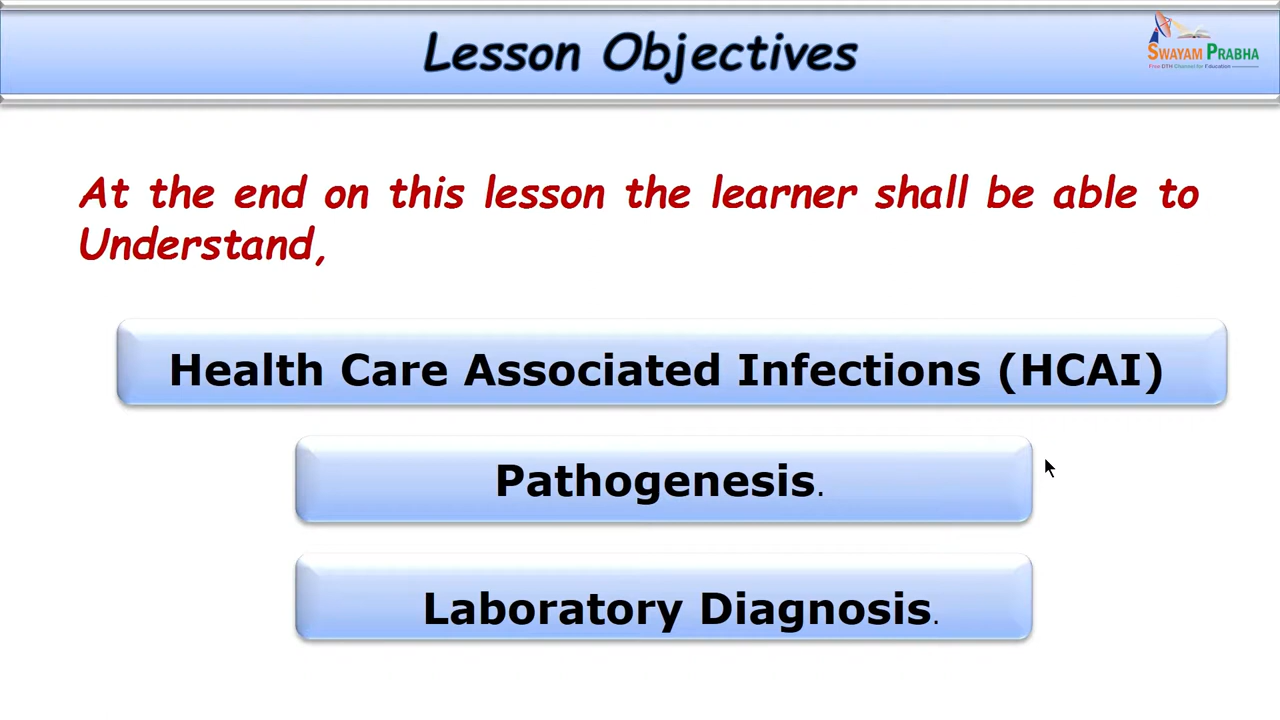 Lesson Objectives
SWAYAM PRABHA
Free DTH Channel for Education
At the end on this lesson the learner shall be able to
Understand,
Health Care Associated Infections (HCAI)
Pathogenesis.
Laboratory Diagnosis.